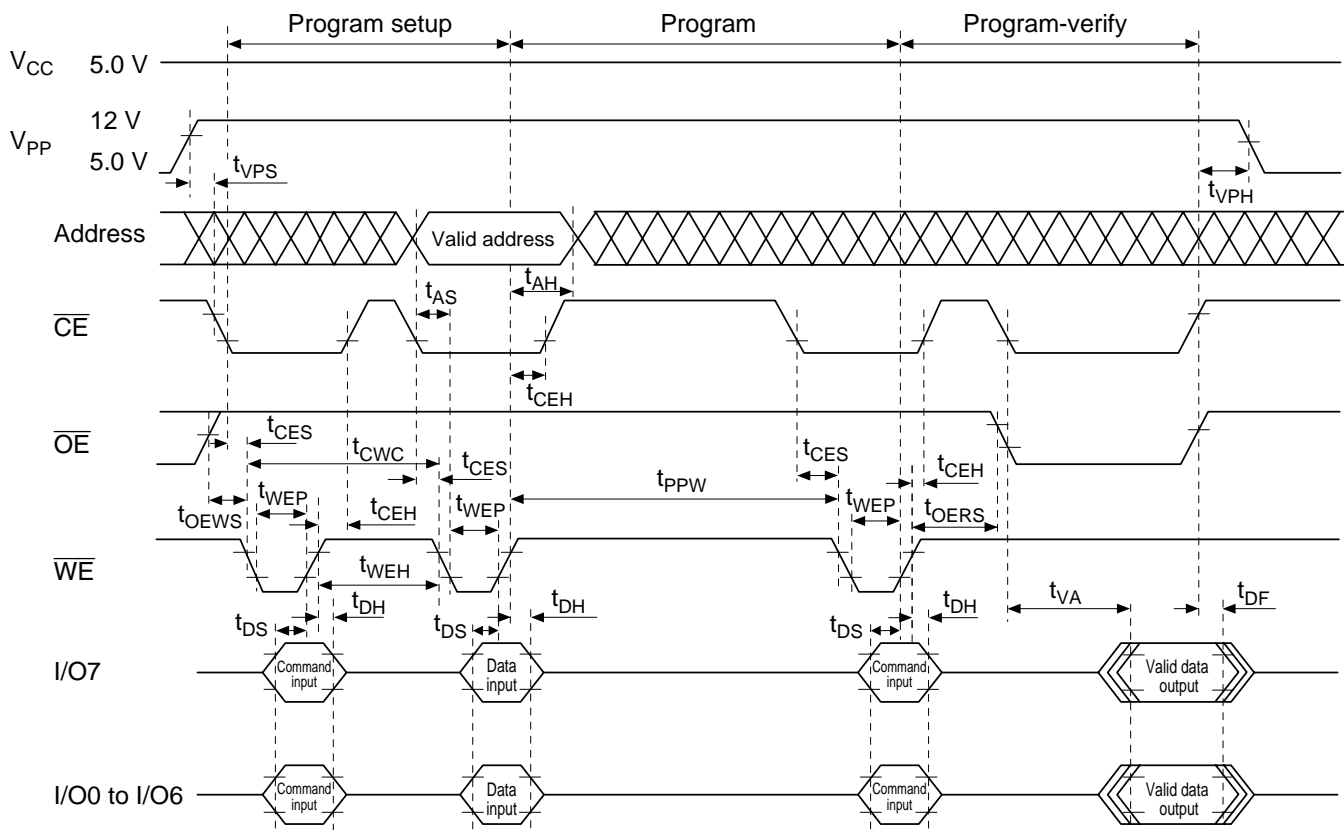 Program setup Program Program-verify
VCC 5.0 V
12 V
VPP
5.0 V
tVPS
tVPH
Address Valid address
tAH
tAS
CE
tCEH
OE
tCES
tCWC
tCES
tCES
tCEH
tPPW
tWEP
tWEP
tWEP
tOEWS
tCEH
tOERS
WE
tWEH
tVA
tDH
tDH
tDH
tDF
tDS
tDS
tDS
I/O7
Command input
Data input
Command input
Valid data output
I/O0 to I/O6
Command input
Data input
Command input
Valid data output